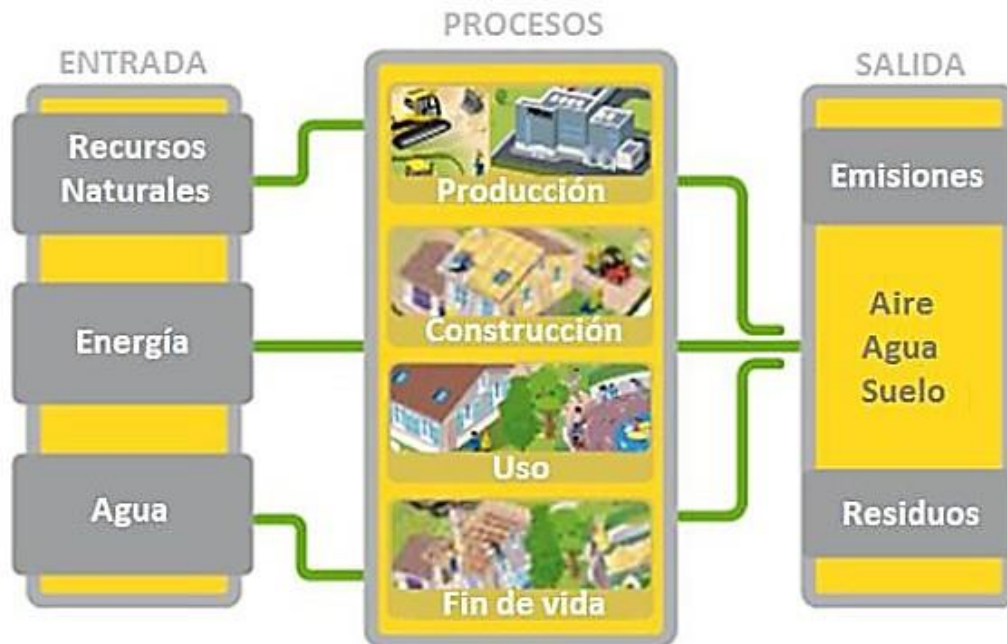 ENTRADA
Recursos
Naturales
Energía
Agua
PROCESOS
Producción
Construcción
Uso
Fin de vida
SALIDA
Emisiones
Aire
Agua
Suelo
Residuos